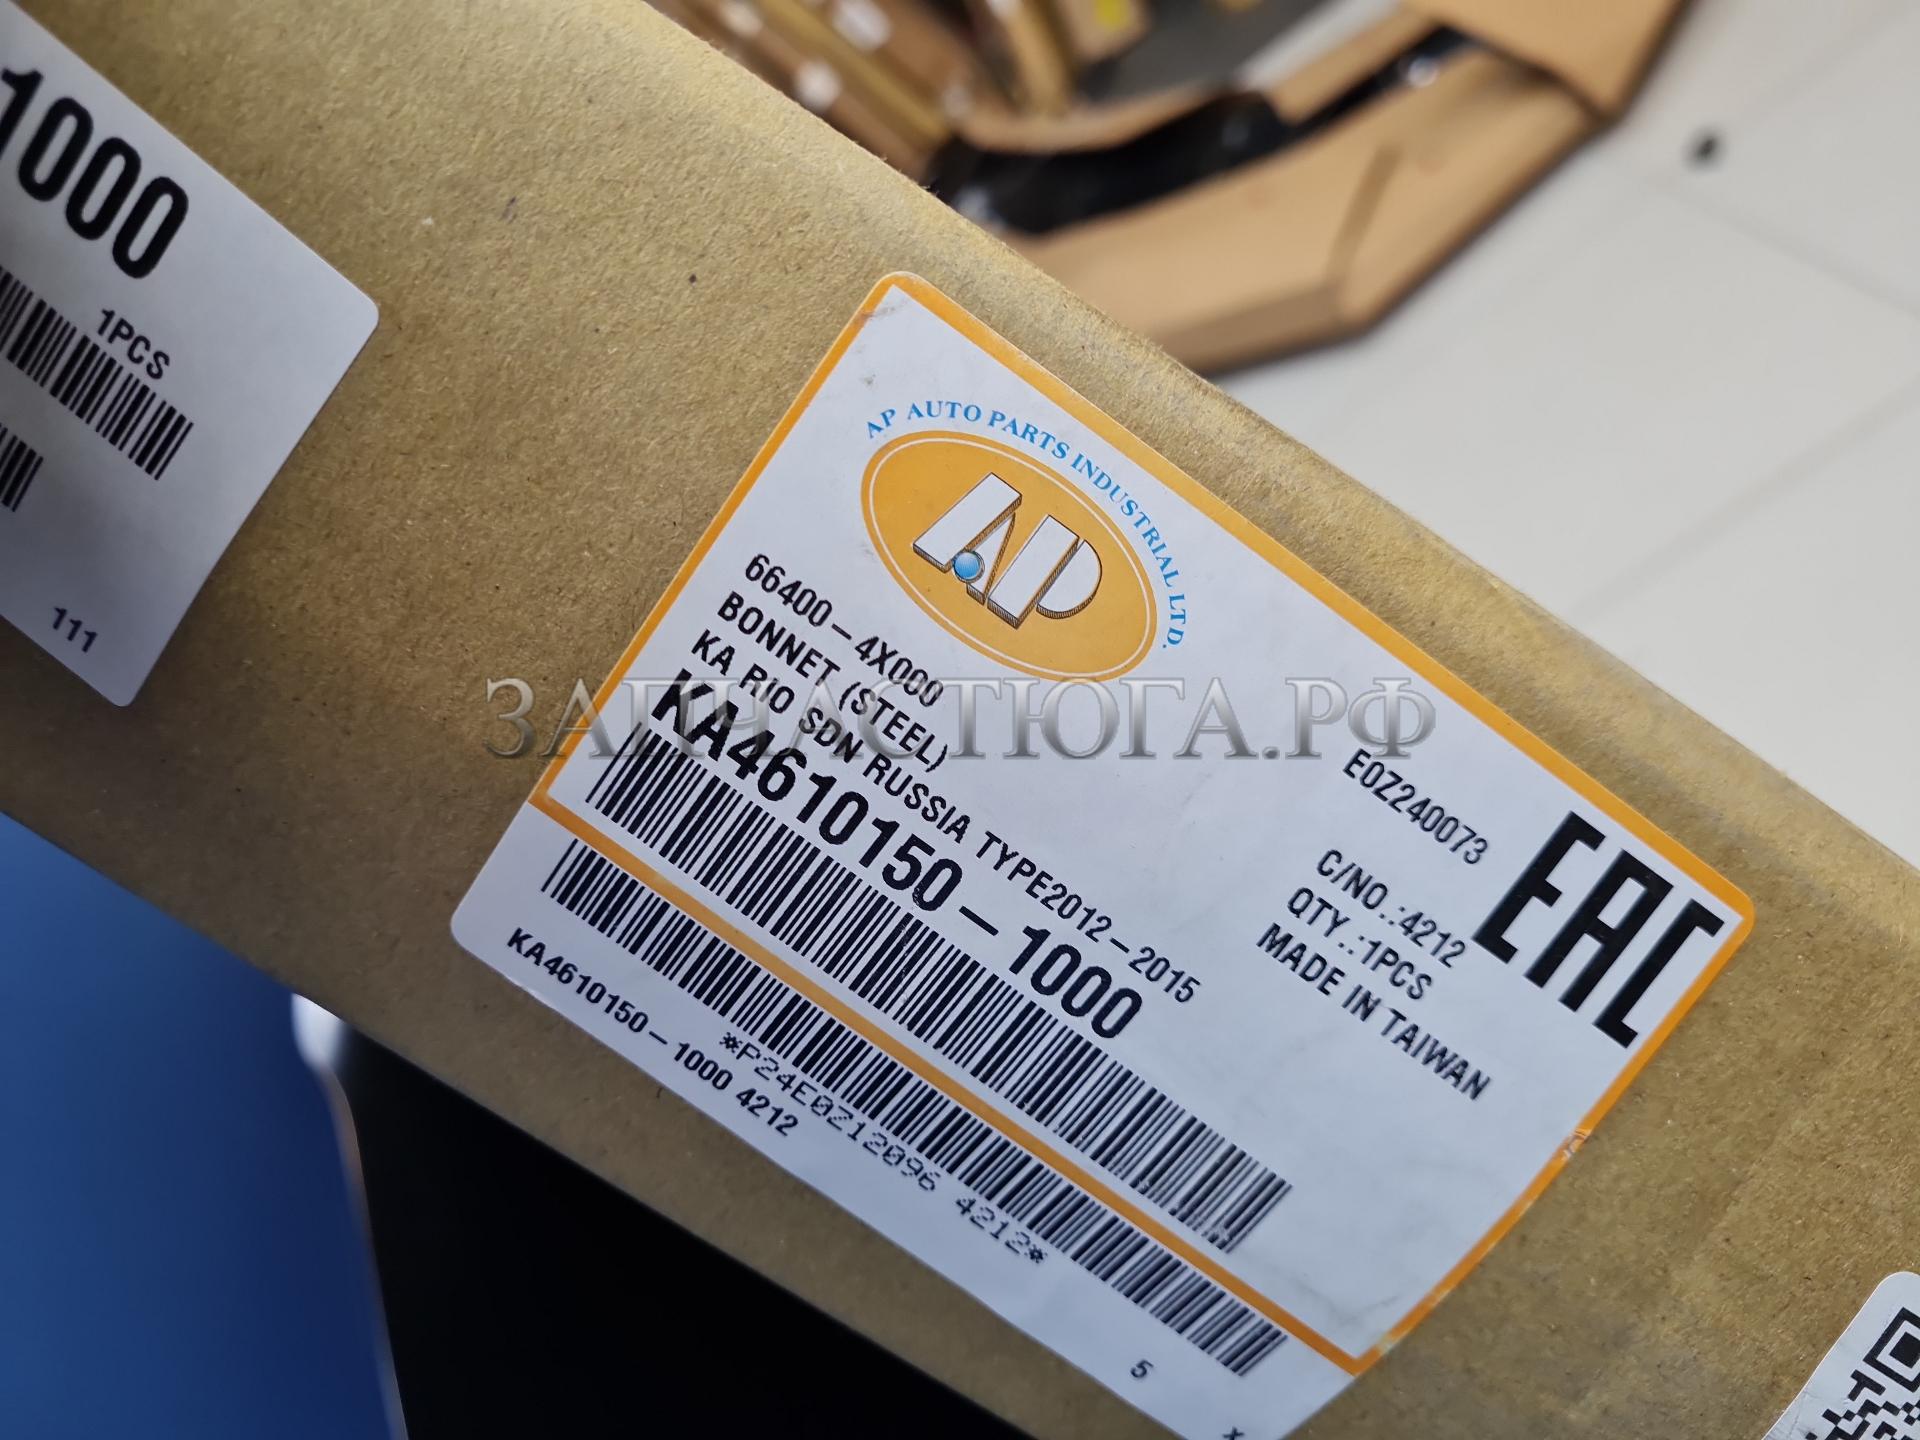 1000
1PCS
111
AP AUTO PARTS INDUSTRIAL LTD.
AP
66400-4X000
BONNET (STEEL)
KA RIO SDN RUSSIA TYPE2012-2015
KA4610150-1000
E0Z240073
C/NO.:4212
QTY.:1PCS
MADE IN TAIWAN
EAC
*P24E0Z12096 4212*
KA4610150-1000 4212
5
x
ЗАПЧАСТЮГА.РФ